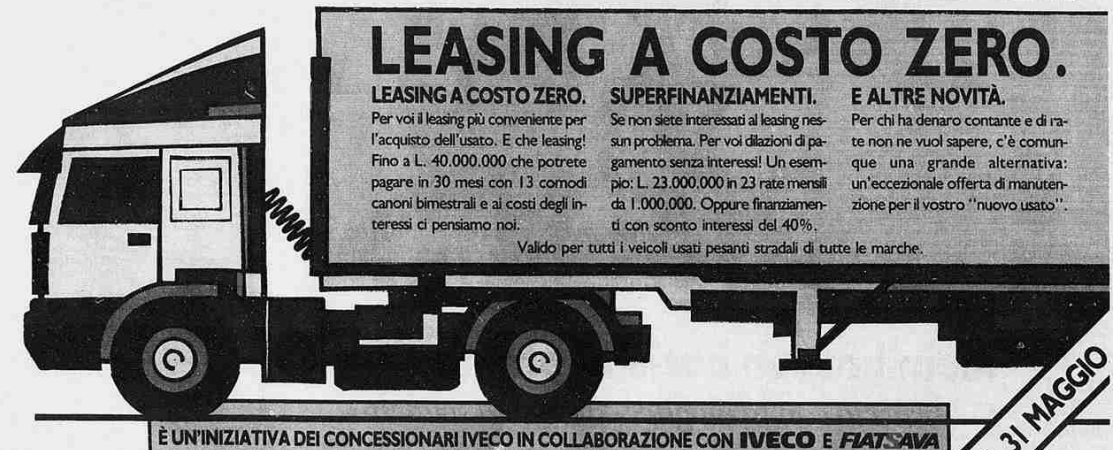 LEASING A COSTO ZERO.
LEASING A COSTO ZERO.
Per voi il leasing più conveniente per
l'acquisto dell'usato. E che leasing!
Fino a L. 40.000.000 che potrete
pagare in 30 mesi con 13 comodi
canoni bimestrali e ai costi degli in-
teressi ci pensiamo noi.
SUPERFINANZIAMENTI.
Se non siete interessati al leasing nes-
sun problema. Per voi dilazioni di pa-
gamento senza interessi! Un esem-
pio: L. 23.000.000 in 23 rate mensili
da 1.000.000. Oppure finanziamen-
ti con sconto interessi del 40%.
E ALTRE NOVITÀ.
Per chi ha denaro contante e di ra-
te non ne vuol sapere, c'è comun-
que una grande alternativa:
un'eccezionale offerta di manuten-
zione per il vostro "nuovo usato".
Valido per tutti i veicoli usati pesanti stradali di tutte le marche.
31 MAGGIO
È UN'INIZIATIVA DEI CONCESSIONARI IVECO IN COLLABORAZIONE CON IVECO E FIATSAVA